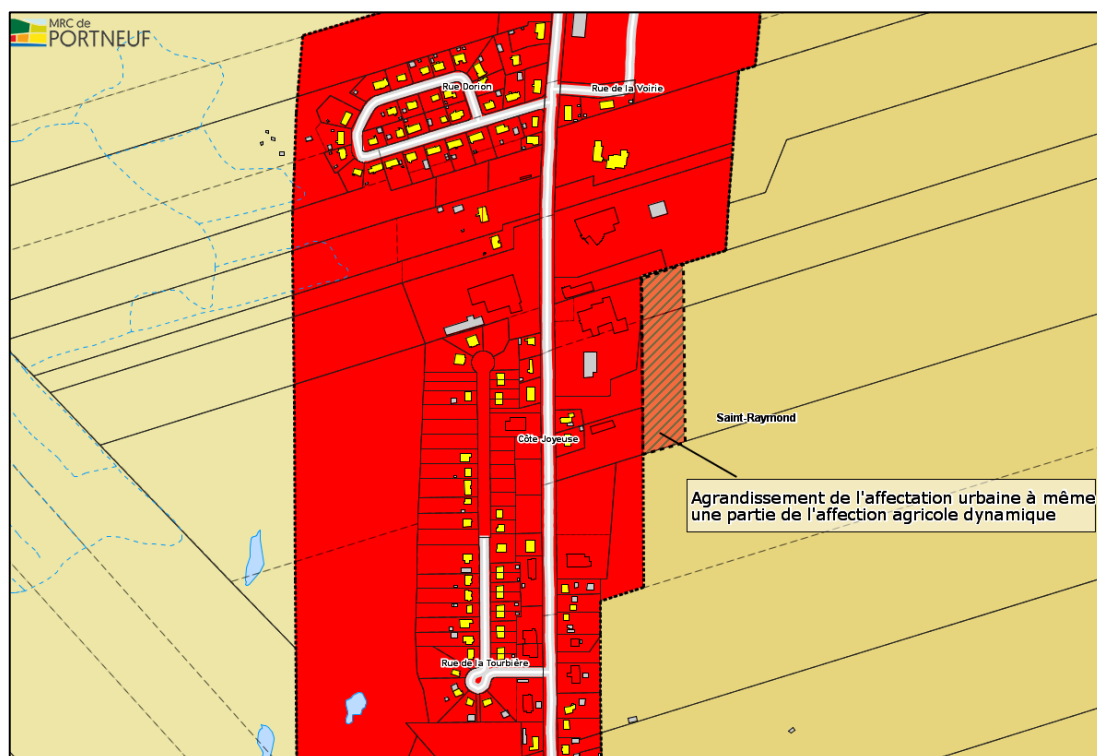 MRC de
PORTNEUF
Rue Dorion
Rue de la Voirie
Saint-Raymond
Côte Joyeuse
Agrandissement de l'affectation urbaine à même
une partie de l'affection agricole dynamique
Rue de la Tourbière